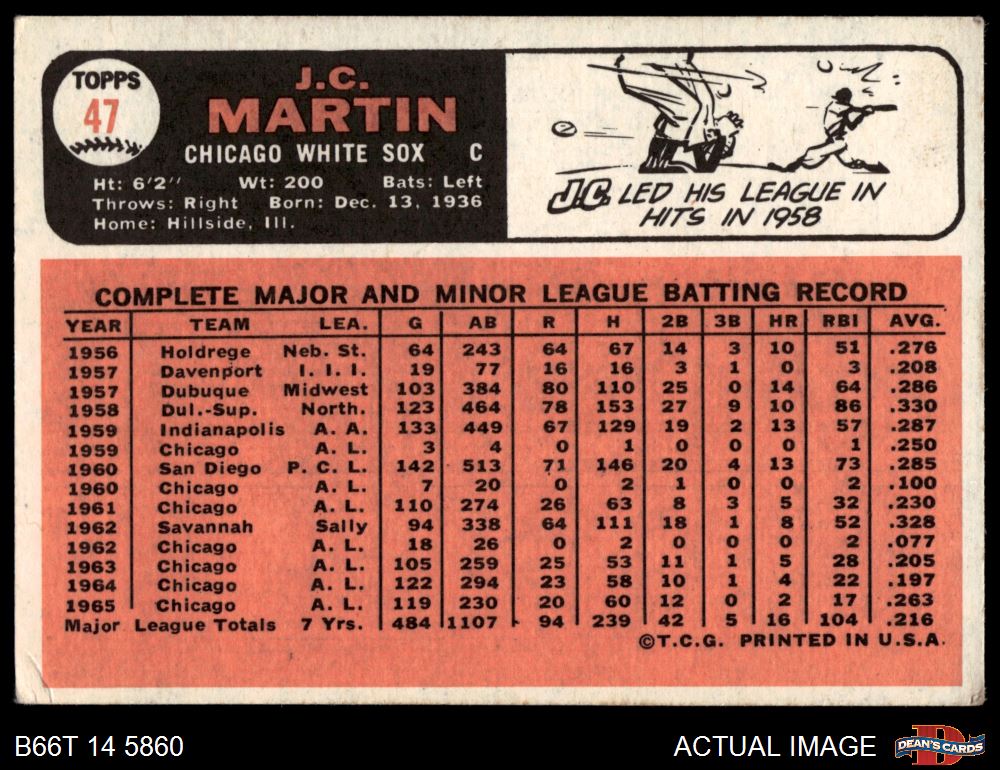 TOPPS
47
J.C.
MARTIN
CHICAGO WHITE SOX C
Ht: 6'2" Wt: 200 Bats: Left
Throws: Right Born: Dec. 13, 1936
Home: Hillside, Ill.
J.C. LED HIS LEAGUE IN
HITS IN 1958
COMPLETE MAJOR AND MINOR LEAGUE BATTING RECORD
YEAR TEAM LEA. G AB R H 2B 3B HR RBI AVG.
1956 Holdrege Neb. St. 64 243 64 67 14 3 10 51 .276
1957 Davenport I. I. I. 19 77 16 16 3 1 0 3 .208
1957 Dubuque Midwest 103 384 80 110 25 0 14 64 .286
1958 Dul.-Sup. North. 123 464 78 153 27 9 10 86 .330
1959 Indianapolis A. A. 133 449 67 129 19 2 13 57 .287
1959 Chicago A. L. 3 4 0 1 0 0 0 1 .250
1960 San Diego P. C. L. 142 513 71 146 20 4 13 73 .285
1960 Chicago A. L. 7 20 0 2 1 0 0 2 .100
1961 Chicago A. L. 110 274 26 63 8 3 5 32 .230
1962 Savannah Sally 94 338 64 111 18 1 8 52 .328
1962 Chicago A. L. 18 26 0 2 0 0 0 2 .077
1963 Chicago A. L. 105 259 25 53 11 1 5 28 .205
1964 Chicago A. L. 122 294 23 58 10 1 4 22 .197
1965 Chicago A. L. 119 230 20 60 12 0 2 17 .263
Major League Totals 7 Yrs. 484 1107 94 239 42 5 16 104 .216
©T.C.G. PRINTED IN U.S.A.
B66T 14 5860
ACTUAL IMAGE
D
DEAN'S CARDS